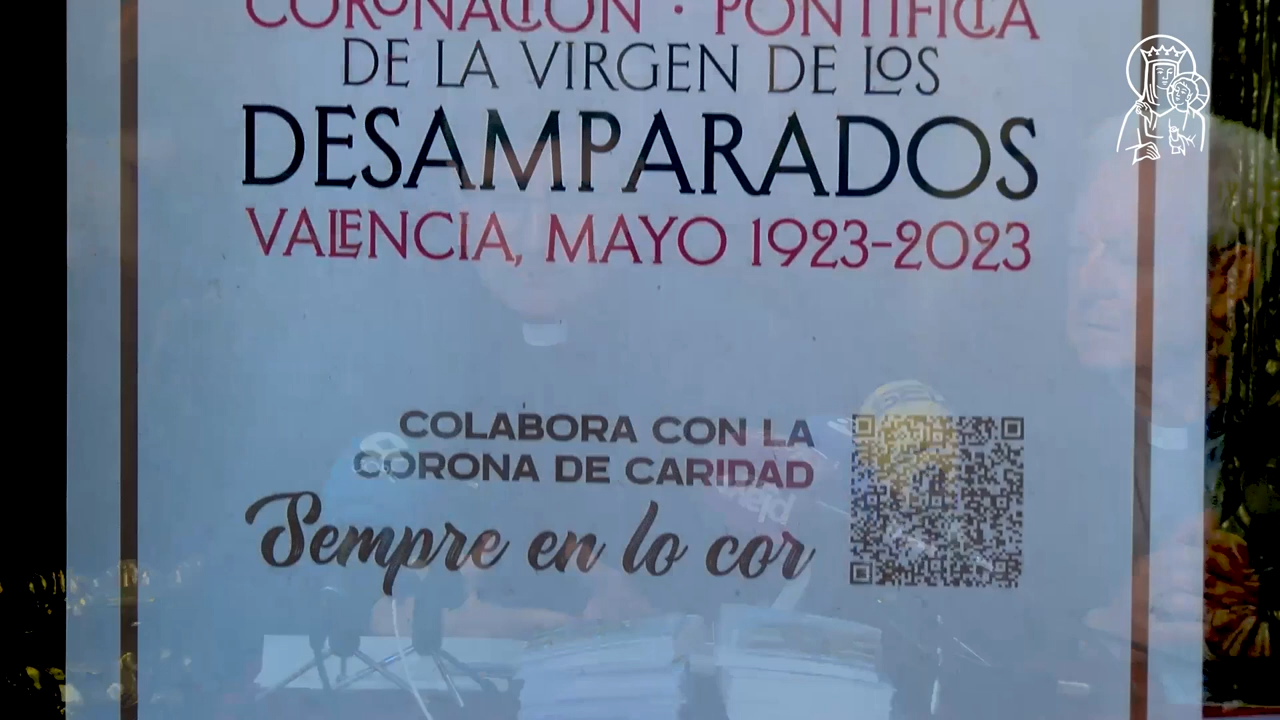 CORONACIÓN · PONTIFICIA
DE LA VIRGEN DE LOS
DESAMPARADOS
VALENCIA, MAYO 1923-2023
COLABORA CON LA
CORONA DE CARIDAD
Sempre en lo cor